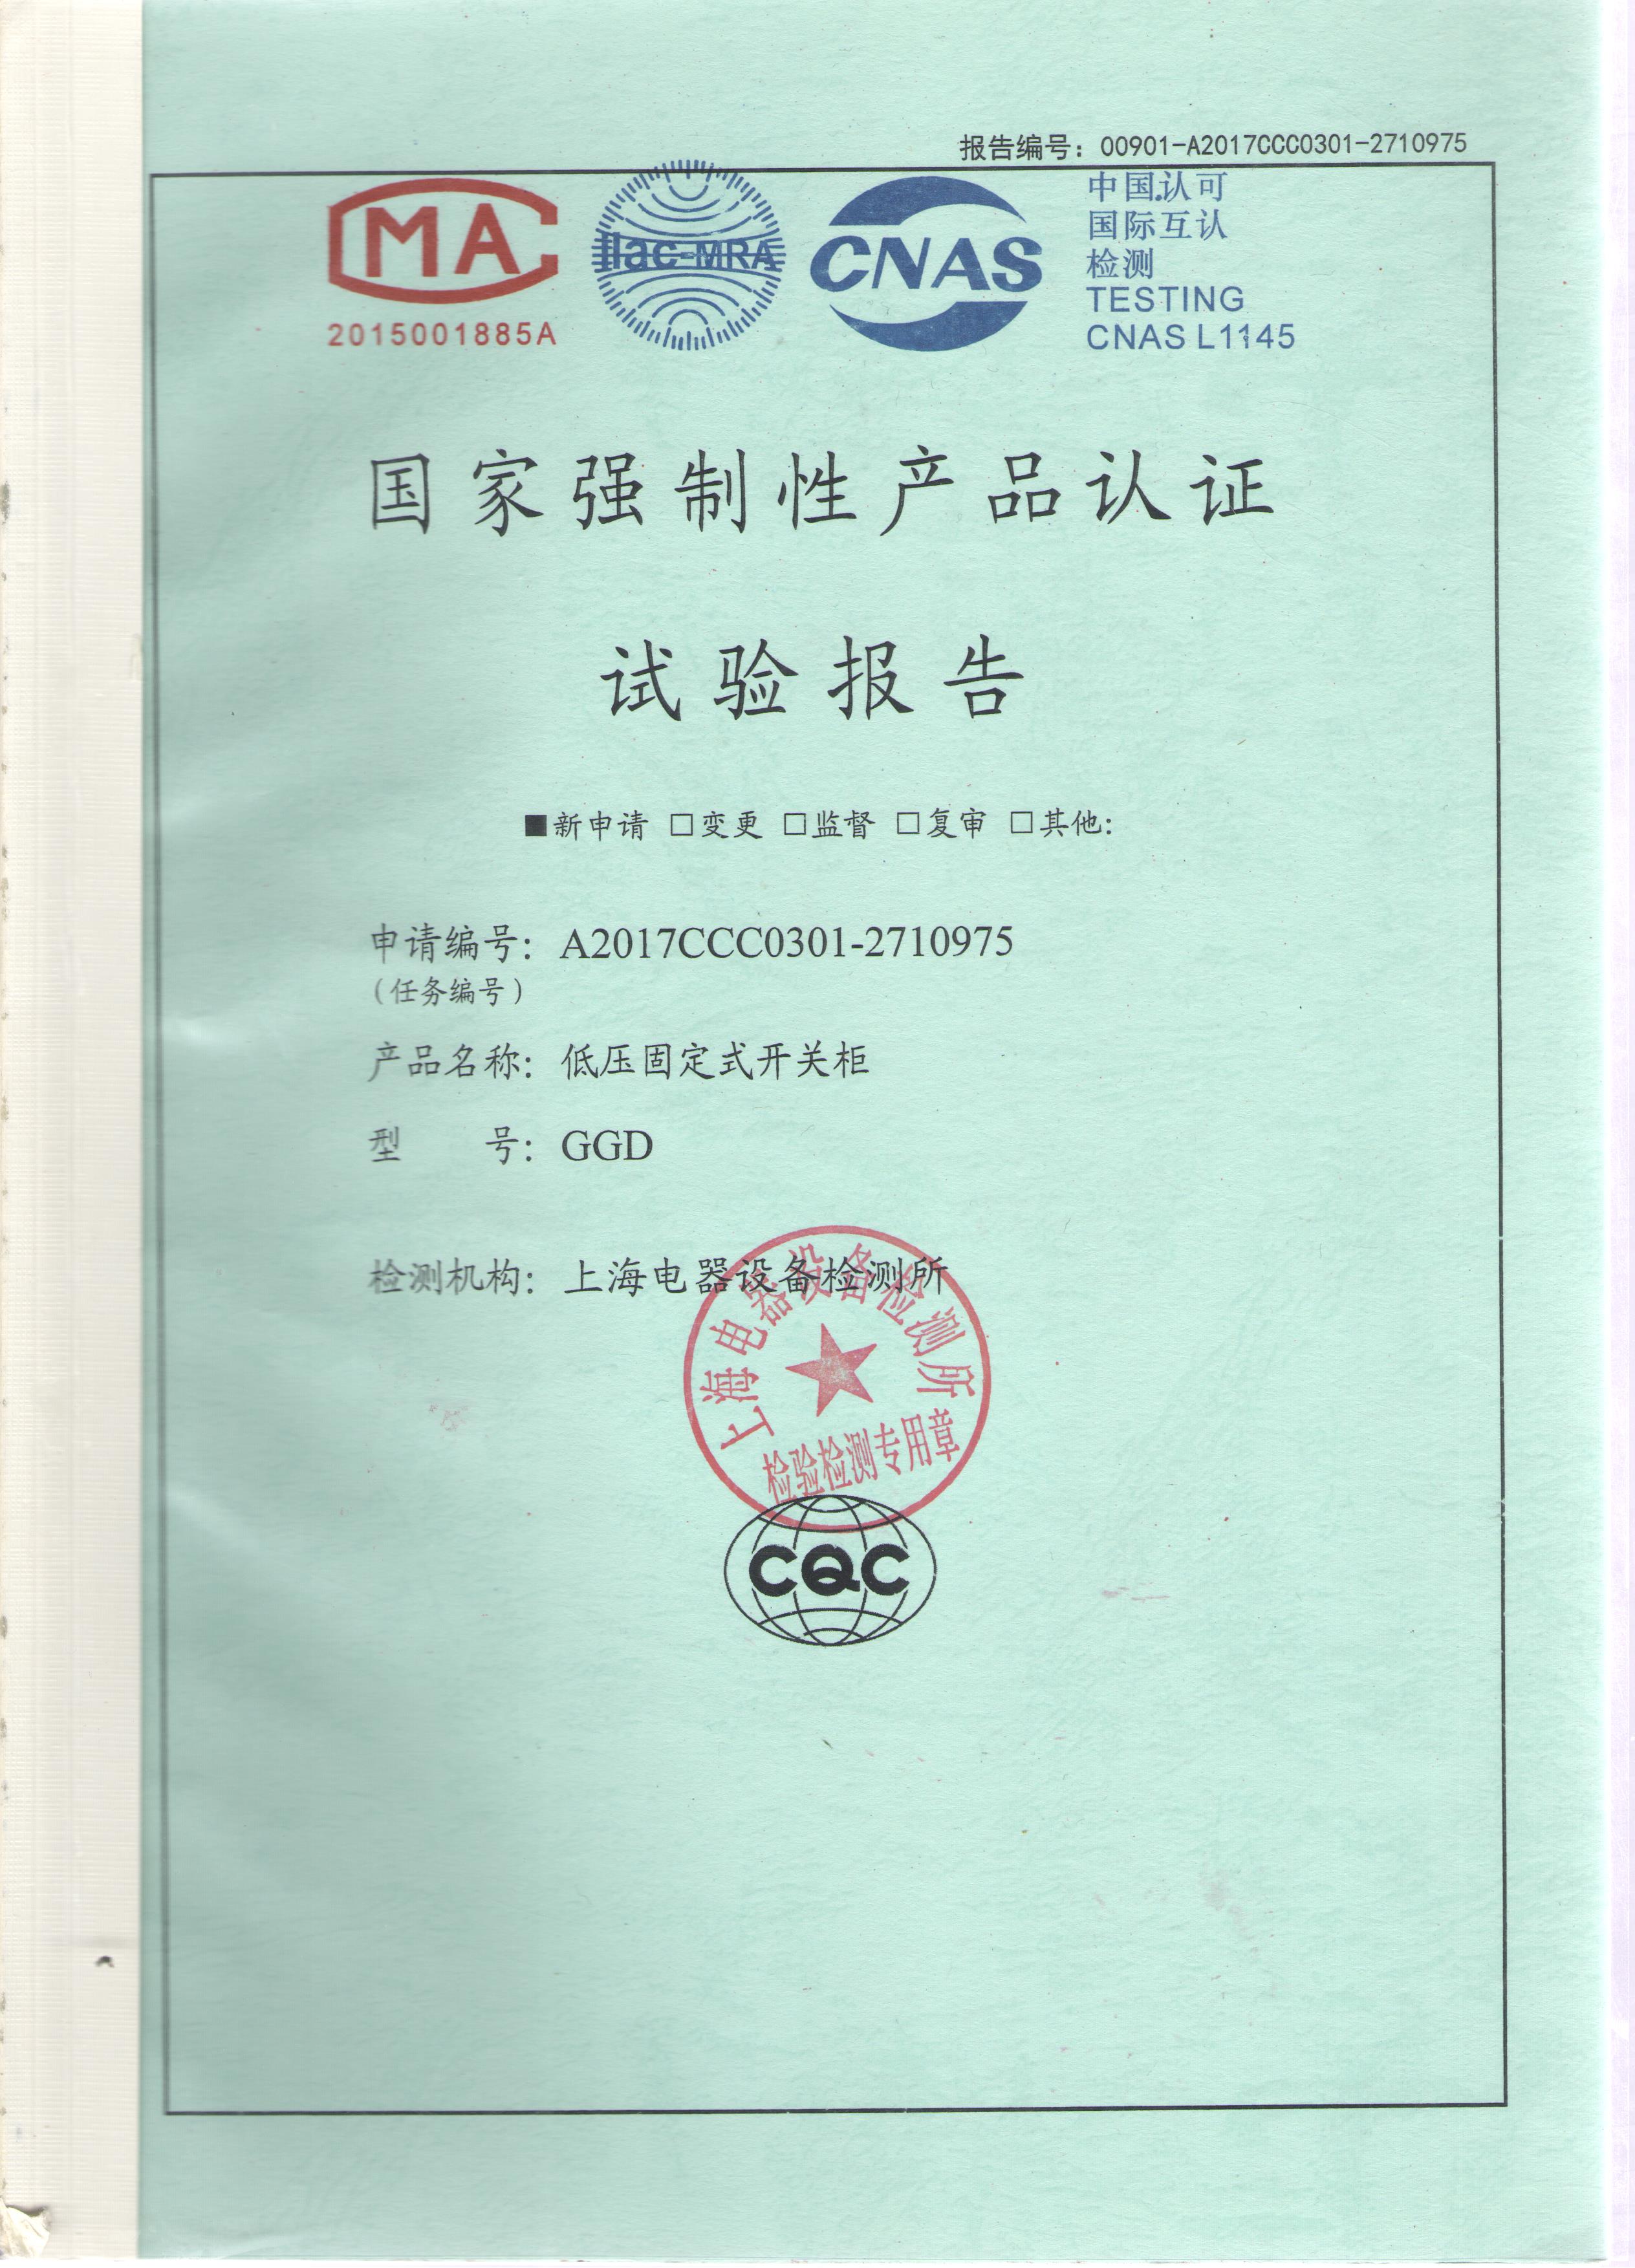 报告编号：00901-A2017CCC0301-2710975
MA
2015001885A
ilac-MRA
CNAS
中国认可
国际互认
检测
TESTING
CNAS L1145
国家强制性产品认证
试验报告
■新申请 □变更 □监督 □复审 □其他：
申请编号：A2017CCC0301-2710975
（任务编号）
产品名称：低压固定式开关柜
型 号：GGD
检测机构：上海电器设备检测所
上海电器设备检测所
检验检测专用章
CQC